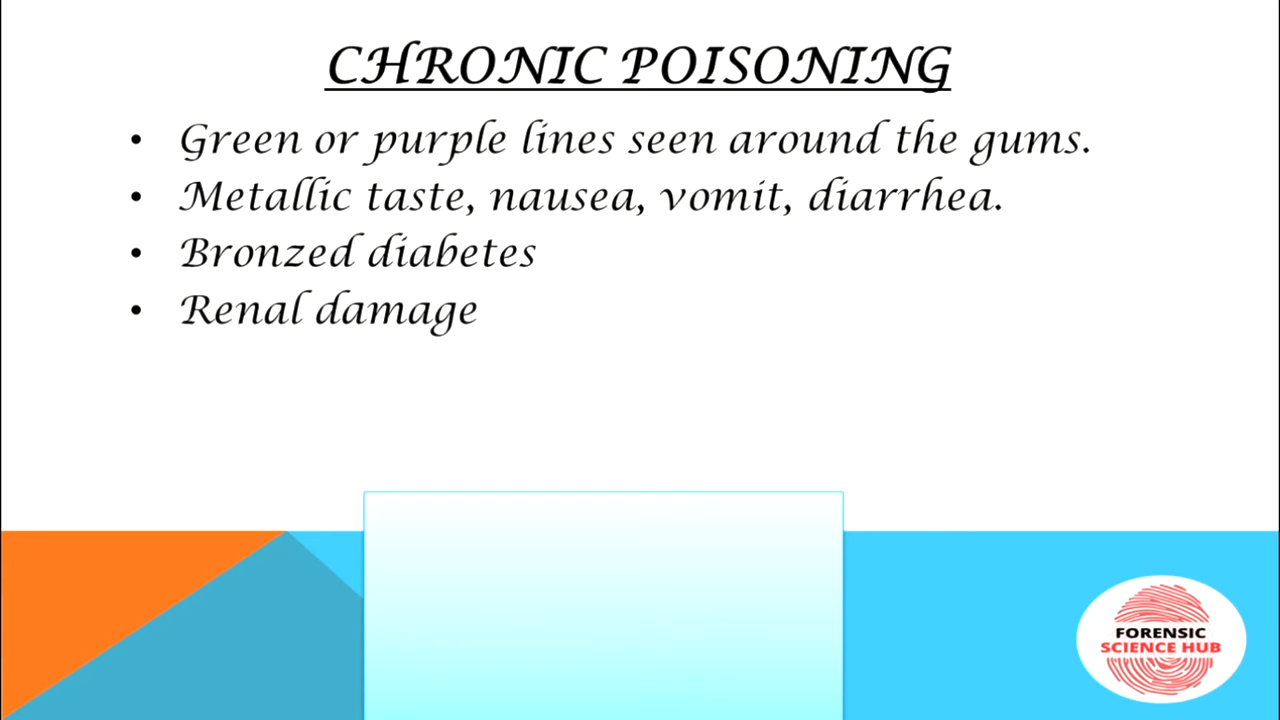 CHRONIC POISONING
• Green or purple lines seen around the gums.
• Metallic taste, nausea, vomit, diarrhea.
• Bronzed diabetes
• Renal damage
FORENSIC
SCIENCE HUB